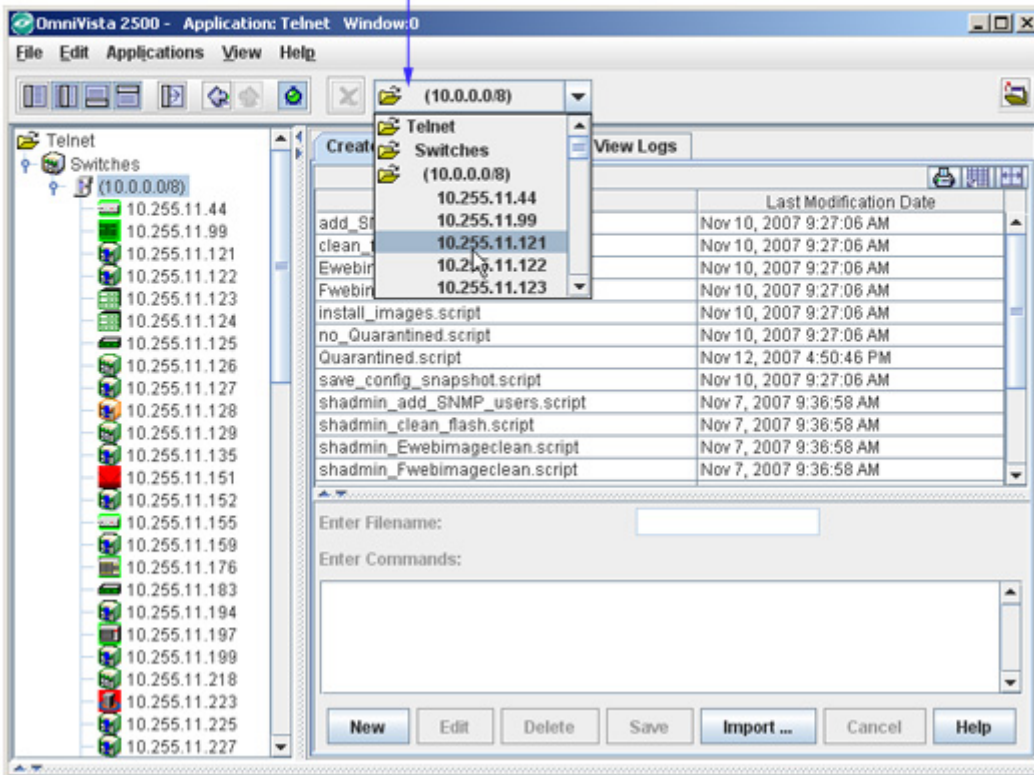 OmniVista 2500 - Application: Telnet Window:0
File Edit Applications View Help
(10.0.0.0/8)
Telnet
Switches
(10.0.0.0/8)
10.255.11.44
10.255.11.99
10.255.11.121
10.255.11.122
10.255.11.123
10.255.11.124
10.255.11.125
10.255.11.126
10.255.11.127
10.255.11.128
10.255.11.129
10.255.11.135
10.255.11.151
10.255.11.152
10.255.11.155
10.255.11.159
10.255.11.176
10.255.11.183
10.255.11.194
10.255.11.197
10.255.11.199
10.255.11.218
10.255.11.223
10.255.11.225
10.255.11.227
Telnet
Switches
(10.0.0.0/8)
10.255.11.44
10.255.11.99
10.255.11.121
10.255.11.122
10.255.11.123
View Logs
Last Modification Date
Nov 10, 2007 9:27:06 AM
Nov 10, 2007 9:27:06 AM
Nov 10, 2007 9:27:06 AM
Nov 10, 2007 9:27:06 AM
install_images.script Nov 10, 2007 9:27:06 AM
no_Quarantined.script Nov 10, 2007 9:27:06 AM
Quarantined.script Nov 12, 2007 4:50:46 PM
save_config_snapshot.script Nov 10, 2007 9:27:06 AM
shadmin_add_SNMP_users.script Nov 7, 2007 9:36:58 AM
shadmin_clean_flash.script Nov 7, 2007 9:36:58 AM
shadmin_Ewebimageclean.script Nov 7, 2007 9:36:58 AM
shadmin_Fwebimageclean.script Nov 7, 2007 9:36:58 AM
Enter Filename:
Enter Commands:
New Edit Delete Save Import ... Cancel Help